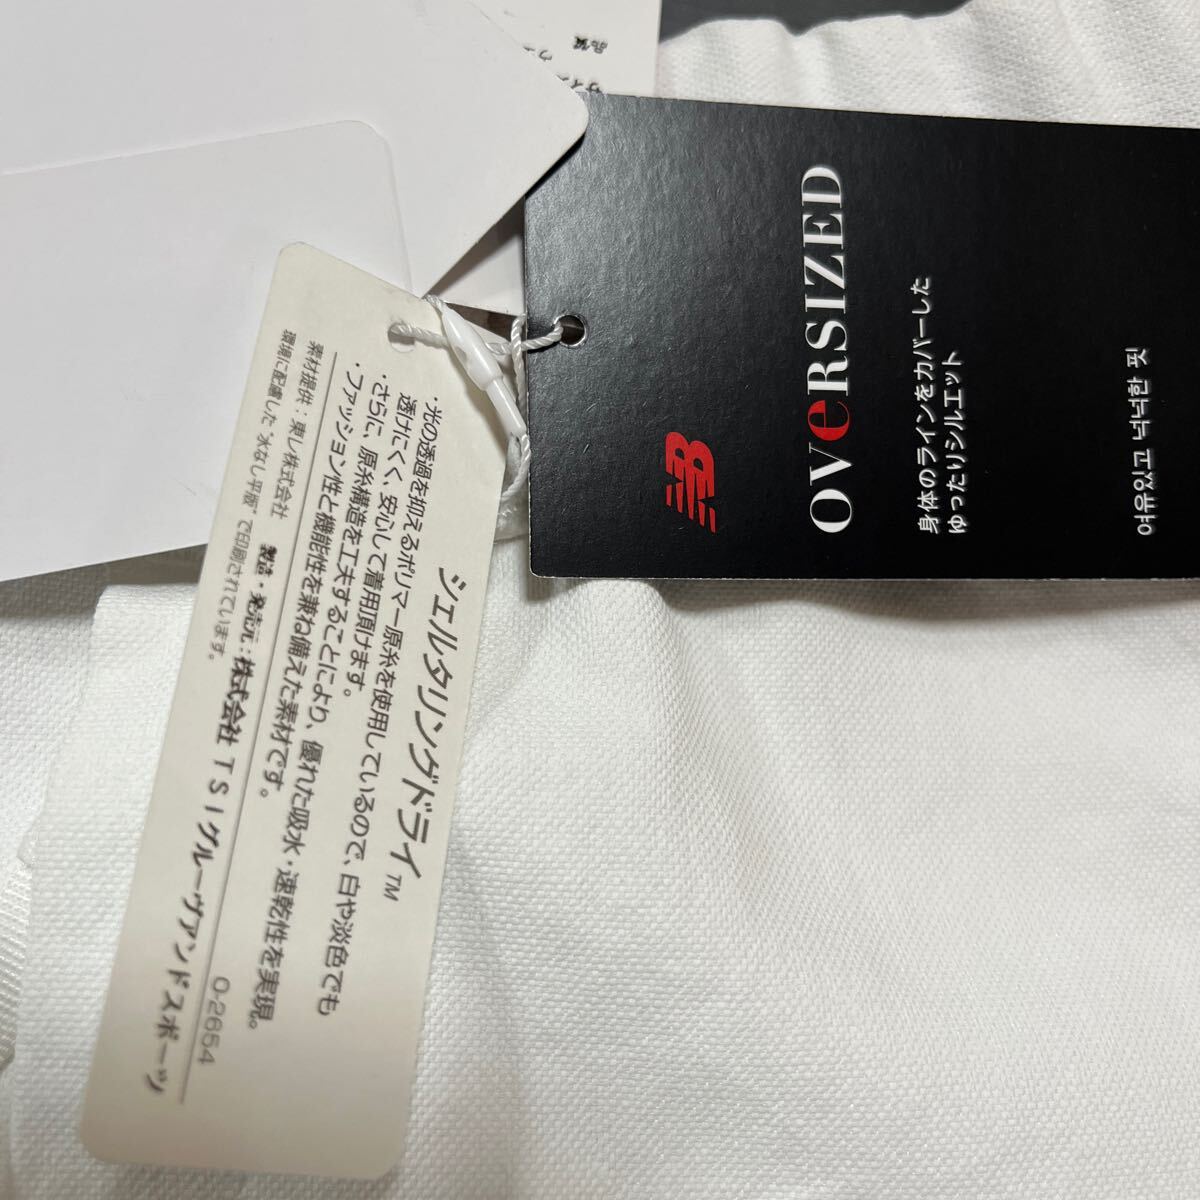 シェルタリングドライ™
・光の透過を抑えるポリマー原糸を使用しているので、白や淡色でも
透けにくく、安心して着用頂けます。
・さらに、原糸構造を工夫することにより、優れた吸水・速乾性を実現。
・ファッション性と機能性を兼ね備えた素材です。
素材提供：東レ株式会社
製造・発売元：株式会社TSIグルーヴアンドスポーツ
環境に配慮した"水なし平版"で印刷されています。
0-2654
NB
OVeRSIZED
身体のラインをカバーした
ゆったりシルエット
여유있고 넉넉한 핏
品質